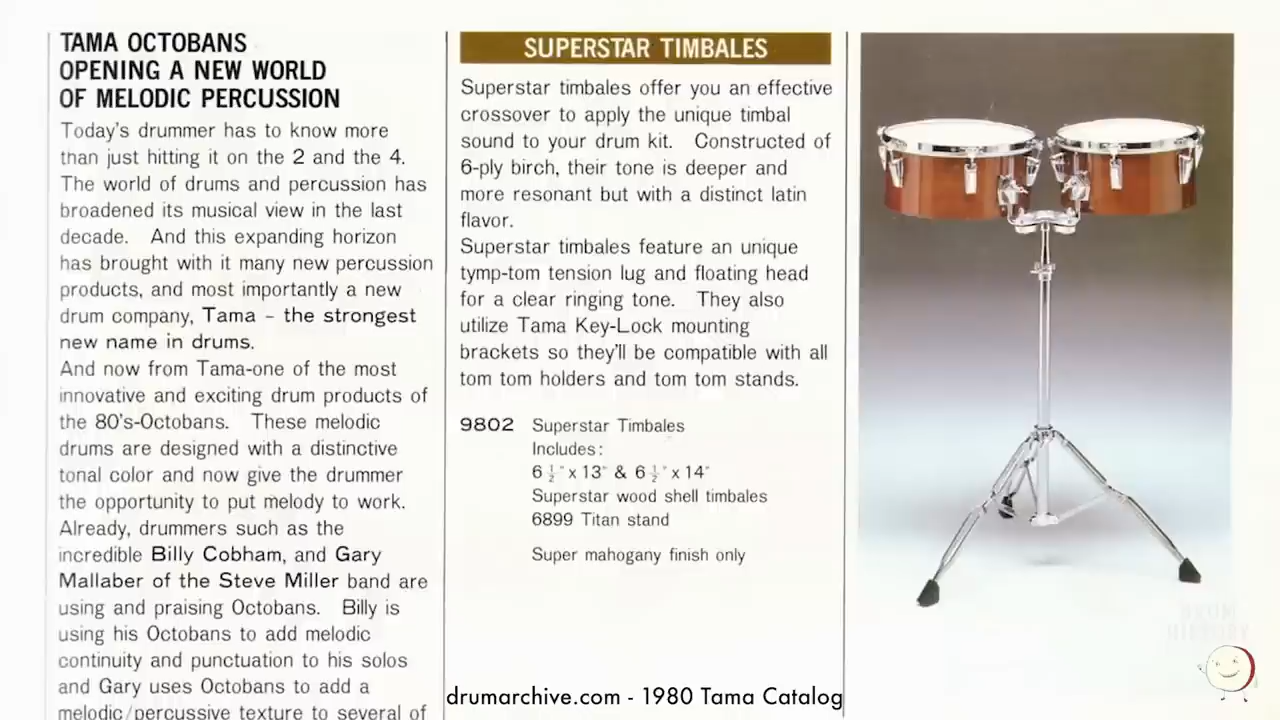 TAMA OCTOBANS
OPENING A NEW WORLD
OF MELODIC PERCUSSION
Today's drummer has to know more
than just hitting it on the 2 and the 4.
The world of drums and percussion has
broadened its musical view in the last
decade. And this expanding horizon
has brought with it many new percussion
products, and most importantly a new
drum company, Tama – the strongest
new name in drums.
And now from Tama-one of the most
innovative and exciting drum products of
the 80's-Octobans. These melodic
drums are designed with a distinctive
tonal color and now give the drummer
the opportunity to put melody to work.
Already, drummers such as the
incredible Billy Cobham, and Gary
Mallaber of the Steve Miller band are
using and praising Octobans. Billy is
using his Octobans to add melodic
continuity and punctuation to his solos
and Gary uses Octobans to add a
melodic/percussive texture to several of
SUPERSTAR TIMBALES
Superstar timbales offer you an effective
crossover to apply the unique timbal
sound to your drum kit. Constructed of
6-ply birch, their tone is deeper and
more resonant but with a distinct latin
flavor.
Superstar timbales feature an unique
tymp-tom tension lug and floating head
for a clear ringing tone. They also
utilize Tama Key-Lock mounting
brackets so they'll be compatible with all
tom tom holders and tom tom stands.
9802 Superstar Timbales
Includes:
6½" x 13" & 6½" x 14"
Superstar wood shell timbales
6899 Titan stand
Super mahogany finish only
DRUM
HISTORY
drumarchive.com - 1980 Tama Catalog